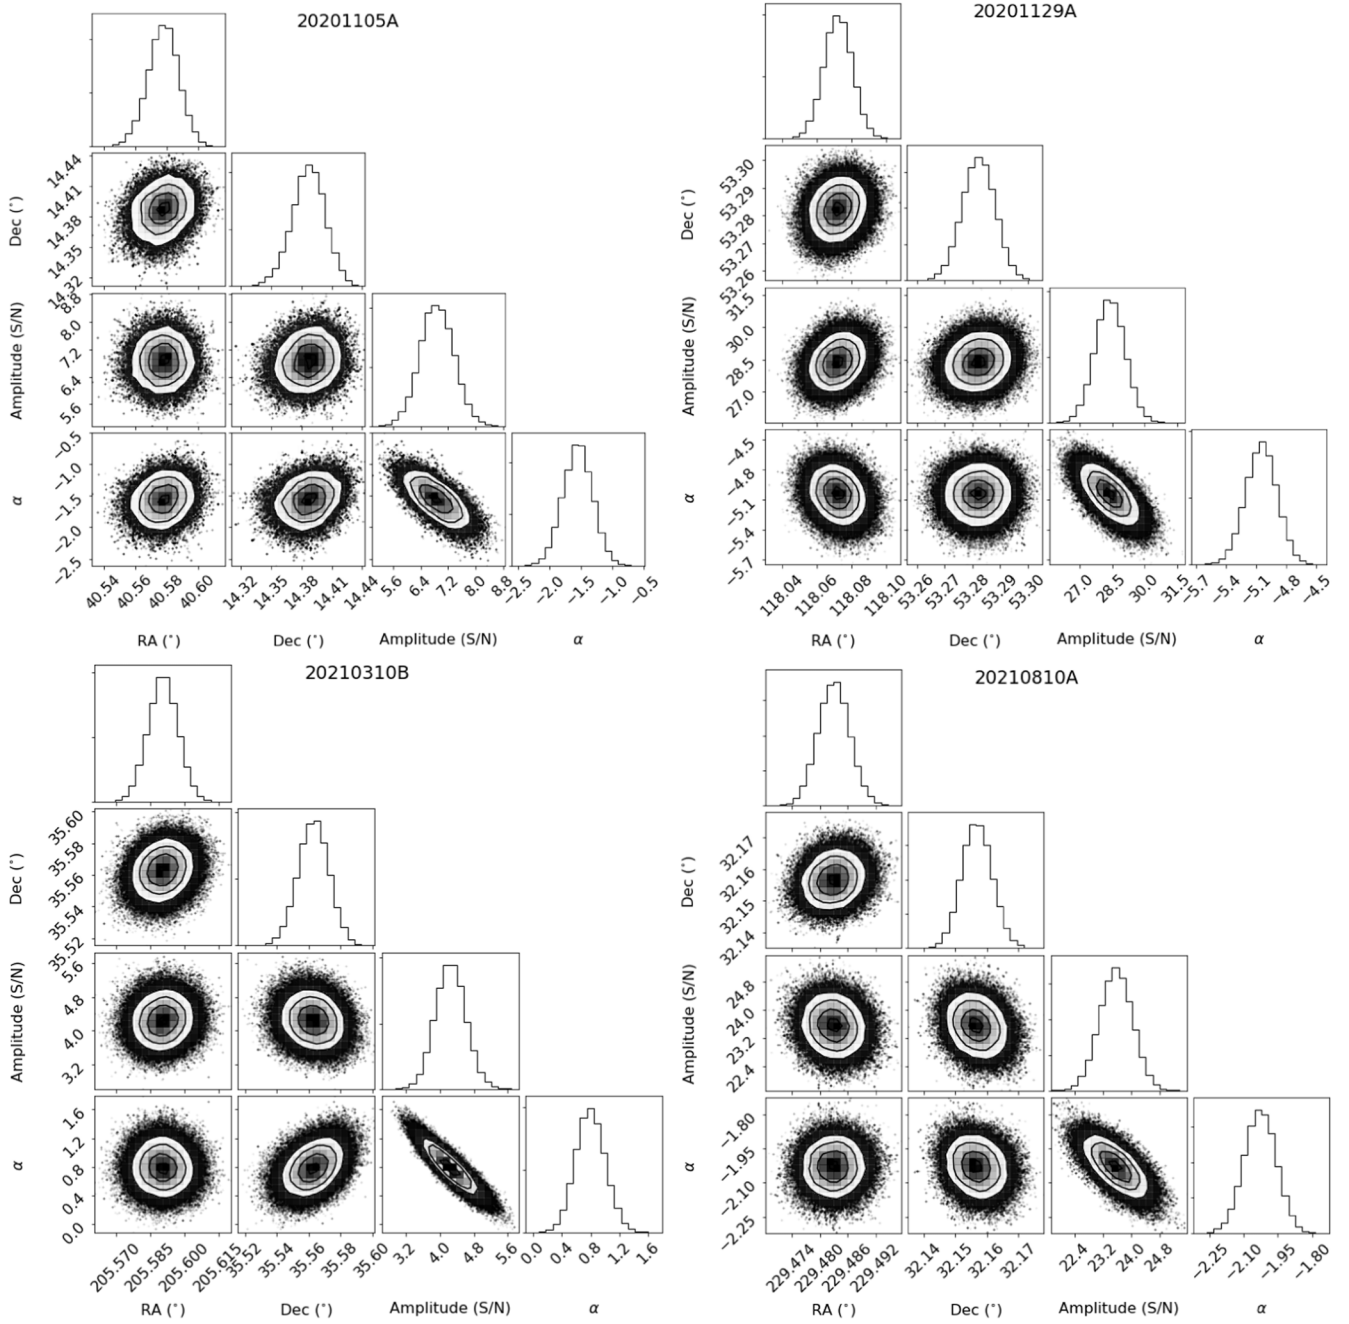 20201105A
Dec (°)
14.44
14.41
14.38
14.35
14.32
Amplitude (S/N)
8.8
8.0
7.2
6.4
5.6
α
−0.5
−1.0
−1.5
−2.0
−2.5
40.54 40.56 40.58 40.60
14.32 14.35 14.38 14.41 14.44
5.6 6.4 7.2 8.0 8.8
−2.5 −2.0 −1.5 −1.0 −0.5
RA (°) Dec (°) Amplitude (S/N) α
20201129A
Dec (°)
53.30
53.29
53.28
53.27
53.26
Amplitude (S/N)
31.5
30.0
28.5
27.0
α
−4.5
−4.8
−5.1
−5.4
−5.7
118.04 118.06 118.08 118.10
53.26 53.27 53.28 53.29 53.30
27.0 28.5 30.0 31.5
−5.7 −5.4 −5.1 −4.8 −4.5
RA (°) Dec (°) Amplitude (S/N) α
20210310B
Dec (°)
35.60
35.58
35.56
35.54
35.52
Amplitude (S/N)
5.6
4.8
4.0
3.2
α
1.6
1.2
0.8
0.4
0.0
205.570 205.585 205.600 205.615
35.52 35.54 35.56 35.58 35.60
3.2 4.0 4.8 5.6
0.0 0.4 0.8 1.2 1.6
RA (°) Dec (°) Amplitude (S/N) α
20210810A
Dec (°)
32.17
32.16
32.15
32.14
Amplitude (S/N)
24.8
24.0
23.2
22.4
α
−1.80
−1.95
−2.10
−2.25
229.474 229.480 229.486 229.492
32.14 32.15 32.16 32.17
22.4 23.2 24.0 24.8
−2.25 −2.10 −1.95 −1.80
RA (°) Dec (°) Amplitude (S/N) α